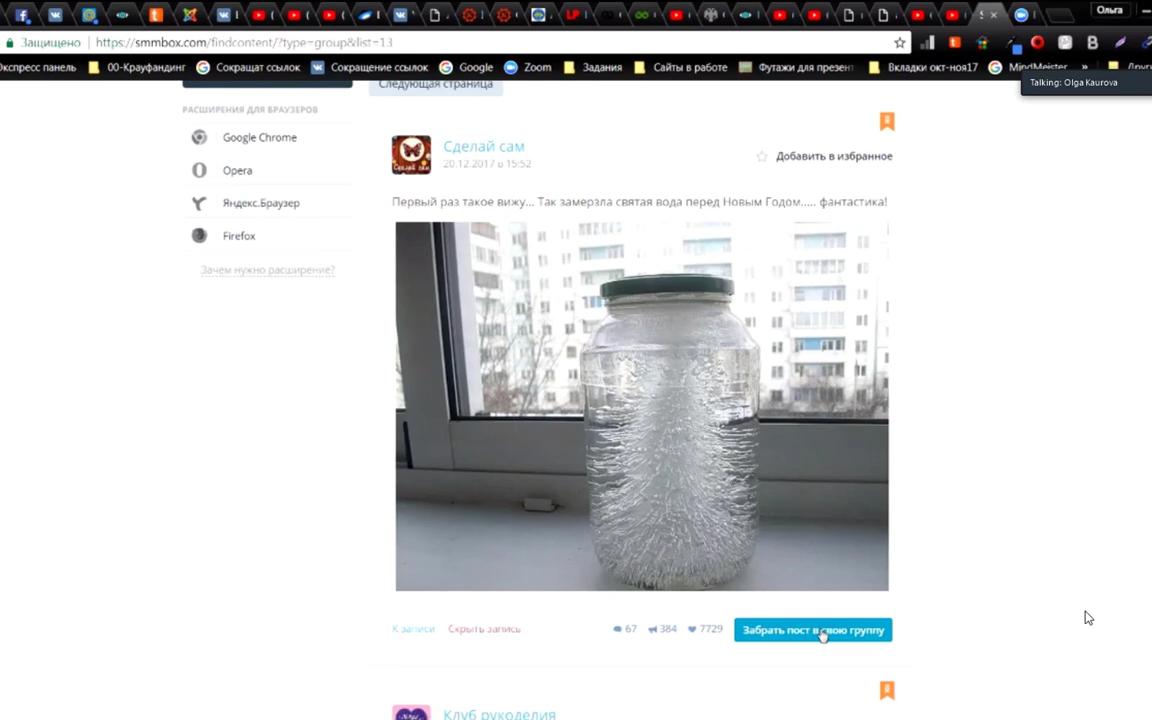 Ольга
Защищено https://smmbox.com/findcontent/?type=group&list=13
Экспресс панель 00-Крауфандинг Сократат ссылок Сокращение ссылок Google Zoom Задания Сайты в работе Футажи для презен Вкладки окт-ноя17 MindMeister »
Talking: Olga Kaurova
Следующая страница
РАСШИРЕНИЯ ДЛЯ БРАУЗЕРОВ
Google Chrome
Opera
Яндекс.Браузер
Firefox
Зачем нужно расширение?
Сделай сам
20.12.2017 в 15:52
Добавить в избранное
Первый раз такое вижу... Так замерзла святая вода перед Новым Годом..... фантастика!
К записи Скрыть запись 67 384 7729 Забрать пост в свою группу
Клуб рукоделия